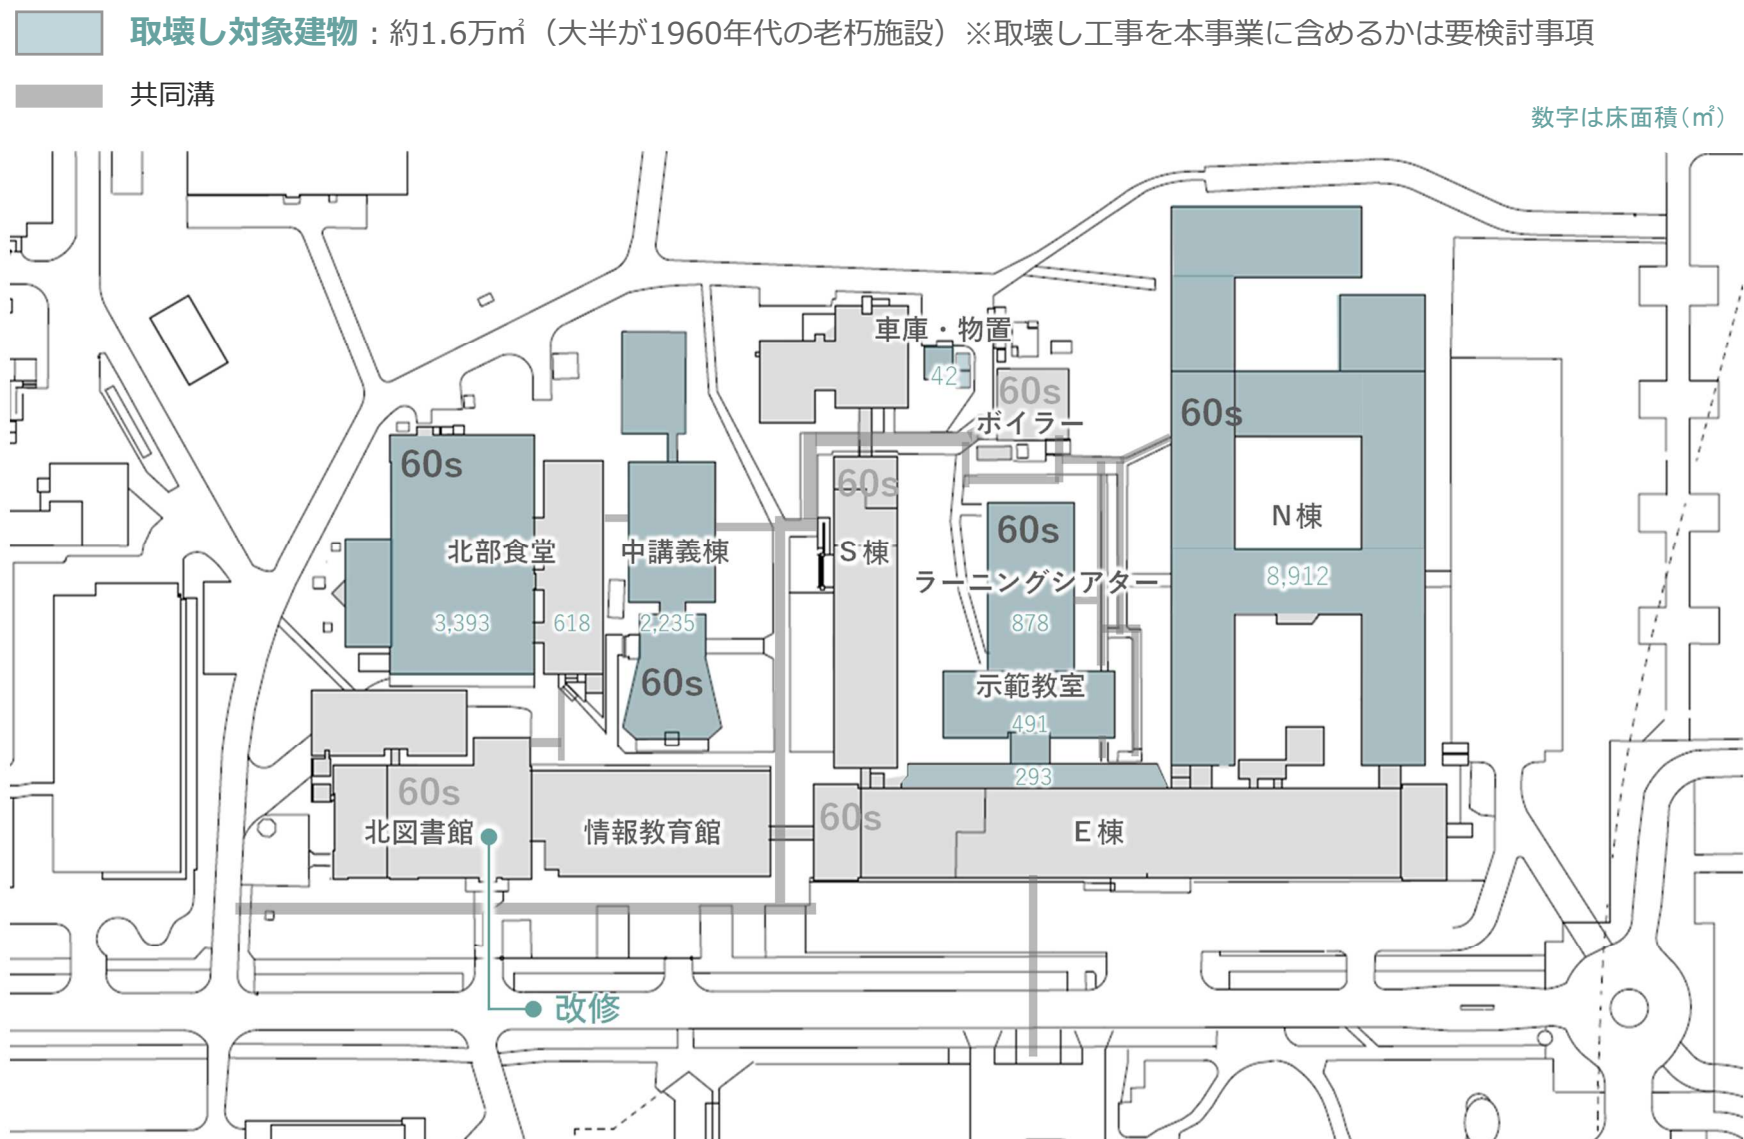 取壊し対象建物：約1.6万㎡（大半が1960年代の老朽施設）※取壊し工事を本事業に含めるかは要検討事項
共同溝
数字は床面積（㎡）
車庫・物置
42
60s
ボイラー
60s
60s
60s
60s
N棟
北部食堂
中講義棟
S棟
ラーニングシアター
8,912
3,393
618
2,235
878
60s
示範教室
491
293
60s
60s
北図書館
情報教育館
E棟
改修